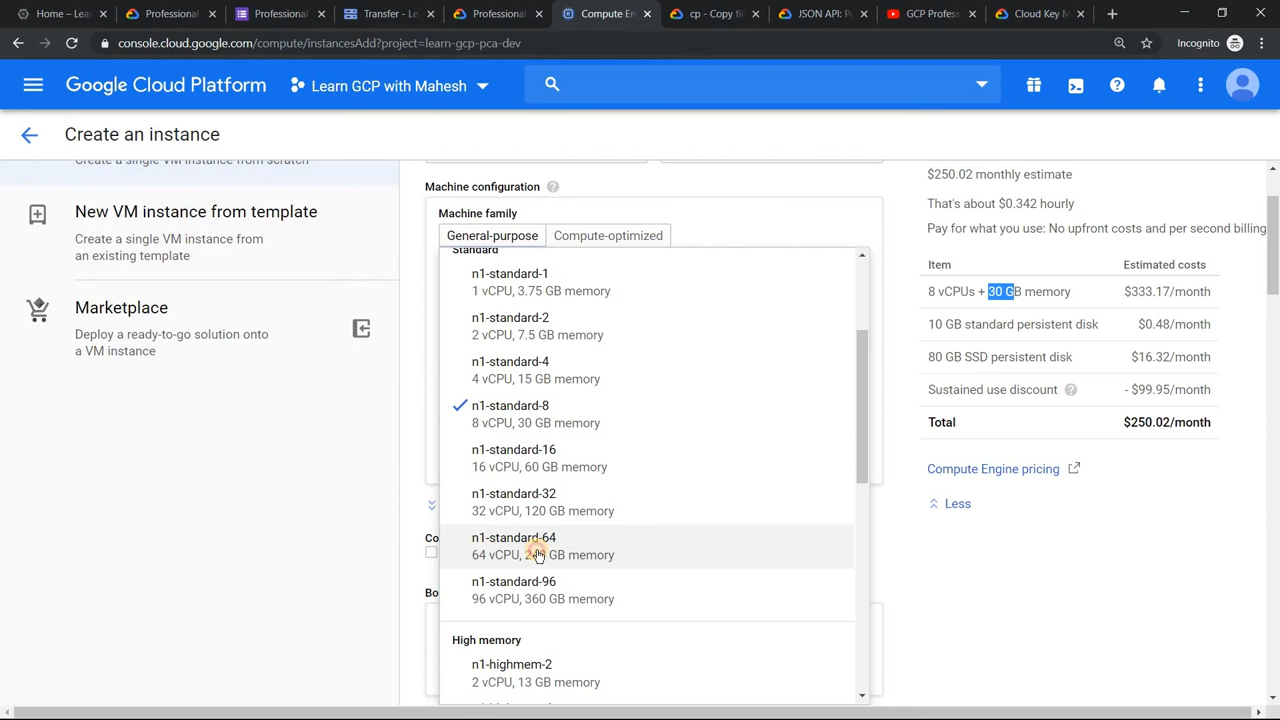 Home - Lea
Professional
Professional
Transfer - Le
Professional
Compute En
cp - Copy fil
JSON API: Po
GCP Profess
Cloud Key M
console.cloud.google.com/compute/instancesAdd?project=learn-gcp-pca-dev
Incognito
Google Cloud Platform
Learn GCP with Mahesh
Create an instance
Create a single VM instance from scratch
New VM instance from template
Create a single VM instance from
an existing template
Marketplace
Deploy a ready-to-go solution onto
a VM instance
Machine configuration
Machine family
General-purpose
Compute-optimized
Standard
n1-standard-1
1 vCPU, 3.75 GB memory
n1-standard-2
2 vCPU, 7.5 GB memory
n1-standard-4
4 vCPU, 15 GB memory
n1-standard-8
8 vCPU, 30 GB memory
n1-standard-16
16 vCPU, 60 GB memory
n1-standard-32
32 vCPU, 120 GB memory
n1-standard-64
64 vCPU, GB memory
n1-standard-96
96 vCPU, 360 GB memory
High memory
n1-highmem-2
2 vCPU, 13 GB memory
Co
Bo
$250.02 monthly estimate
That's about $0.342 hourly
Pay for what you use: No upfront costs and per second billing
Item Estimated costs
8 vCPUs + 30 GB memory $333.17/month
10 GB standard persistent disk $0.48/month
80 GB SSD persistent disk $16.32/month
Sustained use discount - $99.95/month
Total $250.02/month
Compute Engine pricing
Less